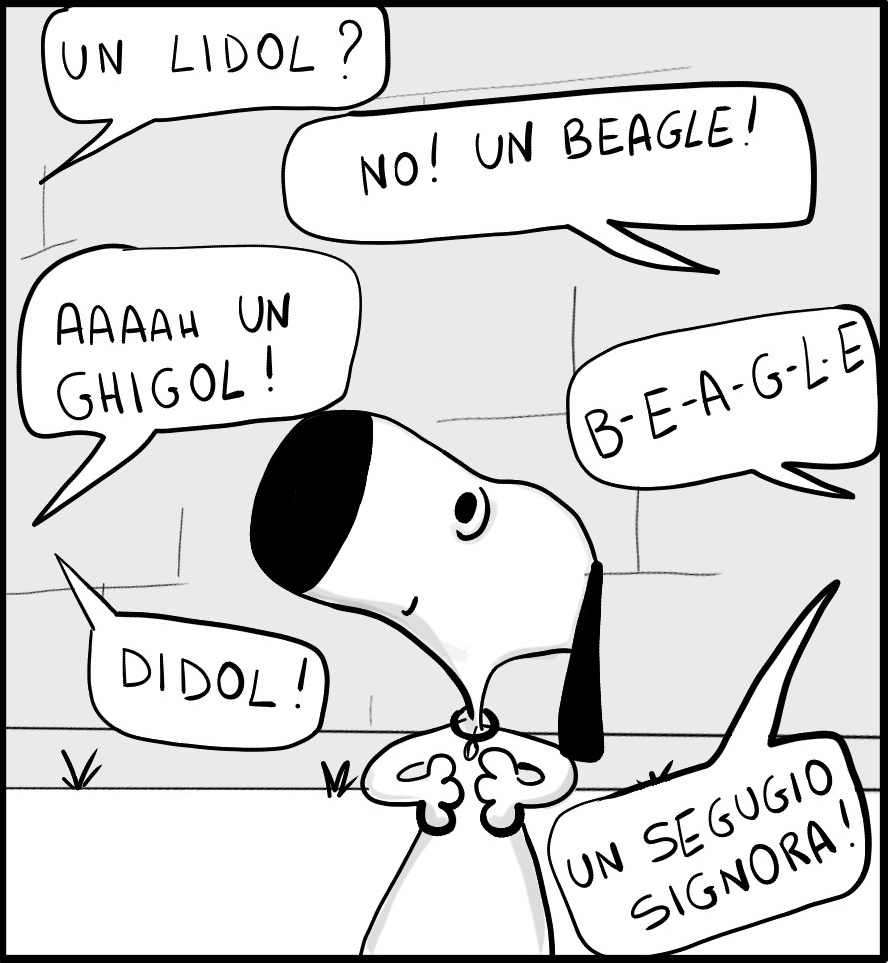 UN LIDOL?
NO! UN BEAGLE!
AAAAH UN
GHIGOL!
B-E-A-G-L-E
DIDOL!
UN SEGUGIO
SIGNORA!